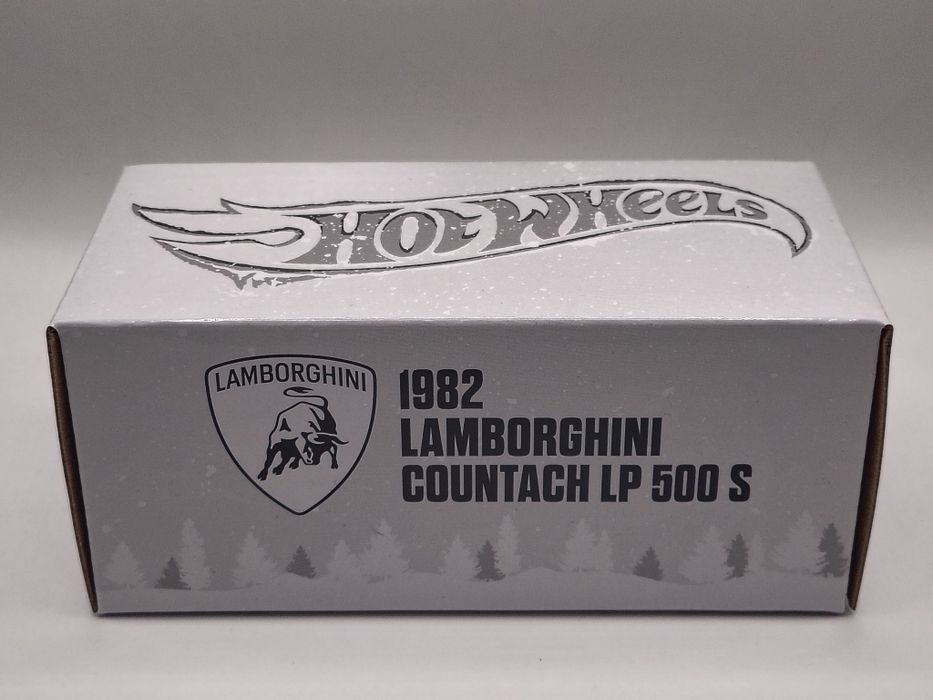 HOT WHEELS
LAMBORGHINI
1982
LAMBORGHINI
COUNTACH LP 500 S